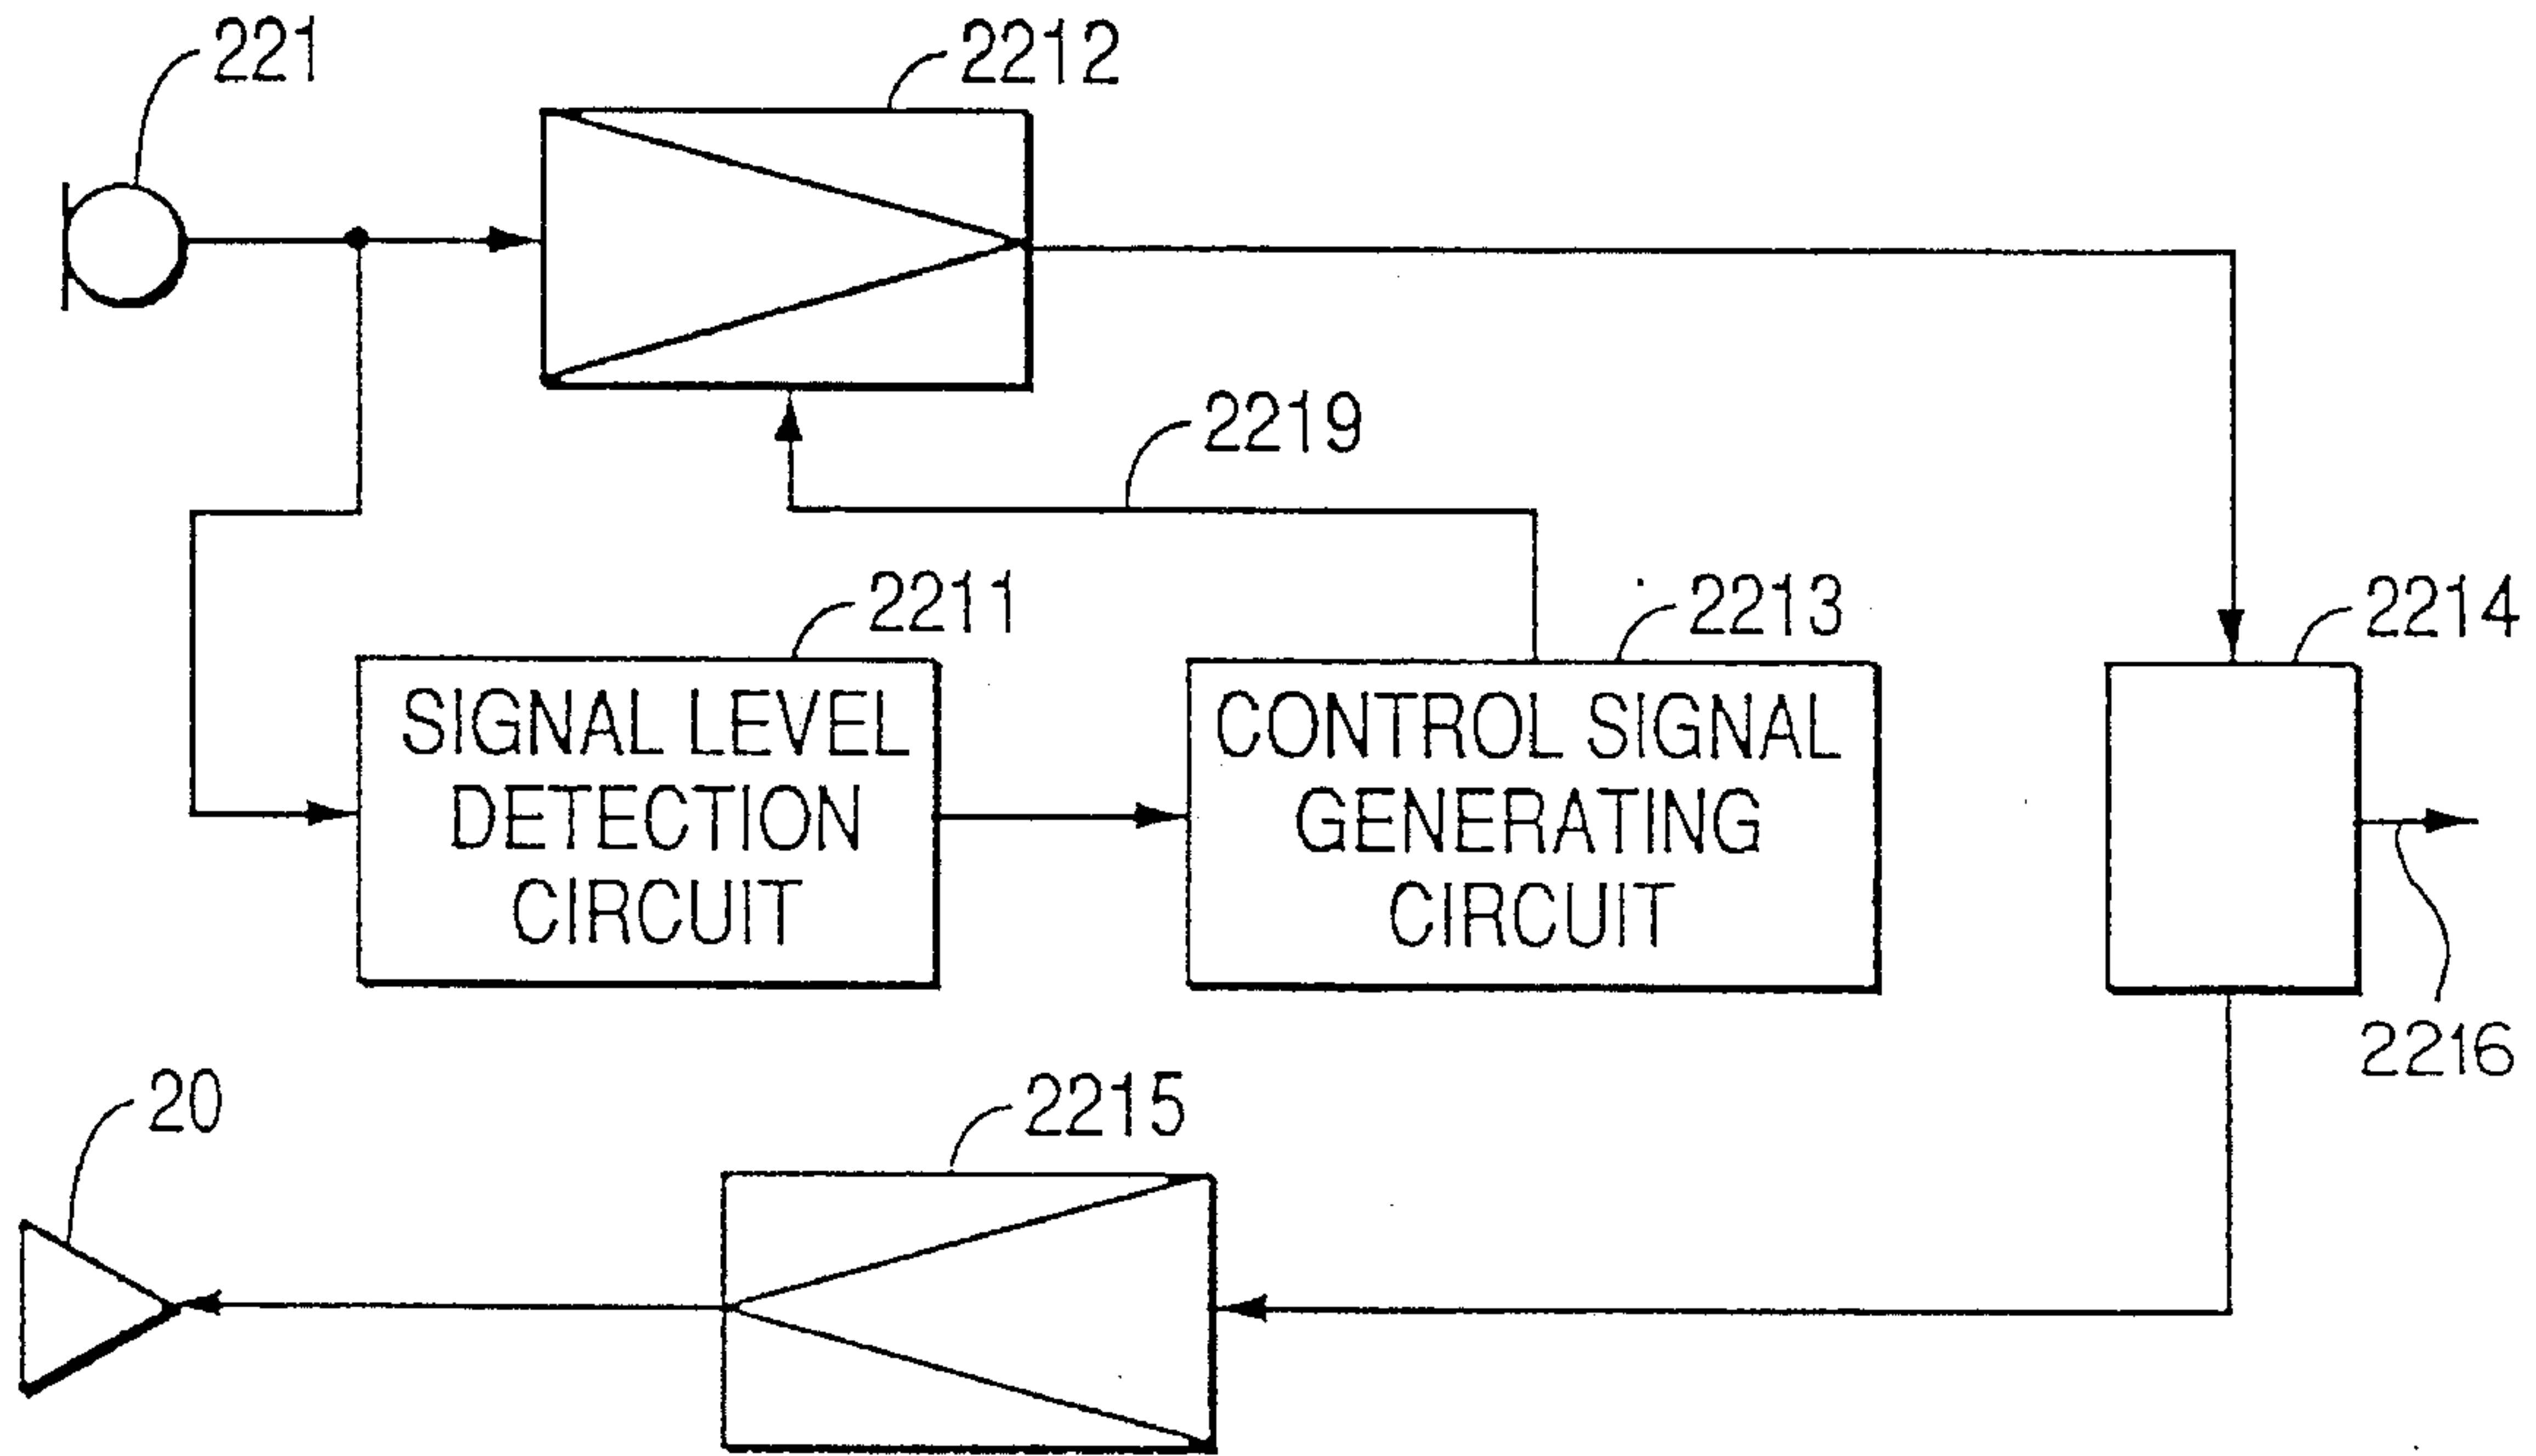 221
2212
2219
2211
2213
2214
SIGNAL LEVEL
DETECTION
CIRCUIT
CONTROL SIGNAL
GENERATING
CIRCUIT
2216
20
2215